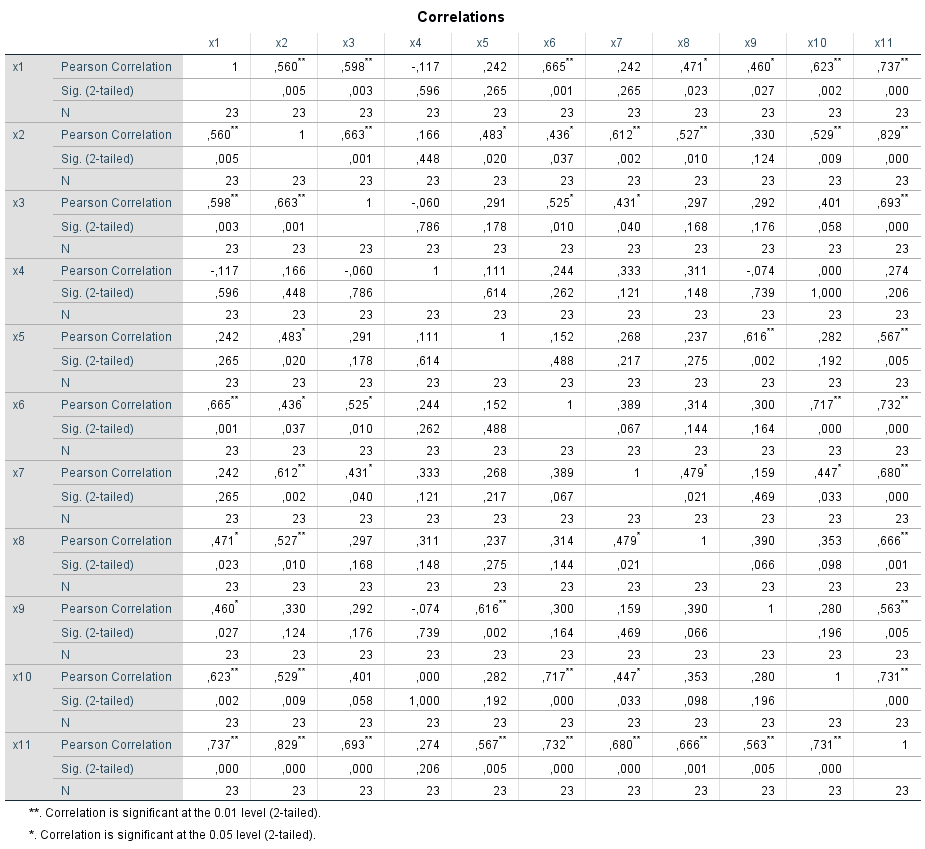 Correlations
x1 x2 x3 x4 x5 x6 x7 x8 x9 x10 x11
x1 Pearson Correlation 1 ,560** ,598** -,117 ,242 ,665** ,242 ,471* ,460* ,623** ,737**
Sig. (2-tailed) ,005 ,003 ,596 ,265 ,001 ,265 ,023 ,027 ,002 ,000
N 23 23 23 23 23 23 23 23 23 23 23
x2 Pearson Correlation ,560** 1 ,663** ,166 ,483* ,436* ,612** ,527** ,330 ,529** ,829**
Sig. (2-tailed) ,005 ,001 ,448 ,020 ,037 ,002 ,010 ,124 ,009 ,000
N 23 23 23 23 23 23 23 23 23 23 23
x3 Pearson Correlation ,598** ,663** 1 -,060 ,291 ,525* ,431* ,297 ,292 ,401 ,693**
Sig. (2-tailed) ,003 ,001 ,786 ,178 ,010 ,040 ,168 ,176 ,058 ,000
N 23 23 23 23 23 23 23 23 23 23 23
x4 Pearson Correlation -,117 ,166 -,060 1 ,111 ,244 ,333 ,311 -,074 ,000 ,274
Sig. (2-tailed) ,596 ,448 ,786 ,614 ,262 ,121 ,148 ,739 1,000 ,206
N 23 23 23 23 23 23 23 23 23 23 23
x5 Pearson Correlation ,242 ,483* ,291 ,111 1 ,152 ,268 ,237 ,616** ,282 ,567**
Sig. (2-tailed) ,265 ,020 ,178 ,614 ,488 ,217 ,275 ,002 ,192 ,005
N 23 23 23 23 23 23 23 23 23 23 23
x6 Pearson Correlation ,665** ,436* ,525* ,244 ,152 1 ,389 ,314 ,300 ,717** ,732**
Sig. (2-tailed) ,001 ,037 ,010 ,262 ,488 ,067 ,144 ,164 ,000 ,000
N 23 23 23 23 23 23 23 23 23 23 23
x7 Pearson Correlation ,242 ,612** ,431* ,333 ,268 ,389 1 ,479* ,159 ,447* ,680**
Sig. (2-tailed) ,265 ,002 ,040 ,121 ,217 ,067 ,021 ,469 ,033 ,000
N 23 23 23 23 23 23 23 23 23 23 23
x8 Pearson Correlation ,471* ,527** ,297 ,311 ,237 ,314 ,479* 1 ,390 ,353 ,666**
Sig. (2-tailed) ,023 ,010 ,168 ,148 ,275 ,144 ,021 ,066 ,098 ,001
N 23 23 23 23 23 23 23 23 23 23 23
x9 Pearson Correlation ,460* ,330 ,292 -,074 ,616** ,300 ,159 ,390 1 ,280 ,563**
Sig. (2-tailed) ,027 ,124 ,176 ,739 ,002 ,164 ,469 ,066 ,196 ,005
N 23 23 23 23 23 23 23 23 23 23 23
x10 Pearson Correlation ,623** ,529** ,401 ,000 ,282 ,717** ,447* ,353 ,280 1 ,731**
Sig. (2-tailed) ,002 ,009 ,058 1,000 ,192 ,000 ,033 ,098 ,196 ,000
N 23 23 23 23 23 23 23 23 23 23 23
x11 Pearson Correlation ,737** ,829** ,693** ,274 ,567** ,732** ,680** ,666** ,563** ,731** 1
Sig. (2-tailed) ,000 ,000 ,000 ,206 ,005 ,000 ,000 ,001 ,005 ,000
N 23 23 23 23 23 23 23 23 23 23 23
**. Correlation is significant at the 0.01 level (2-tailed).
*. Correlation is significant at the 0.05 level (2-tailed).